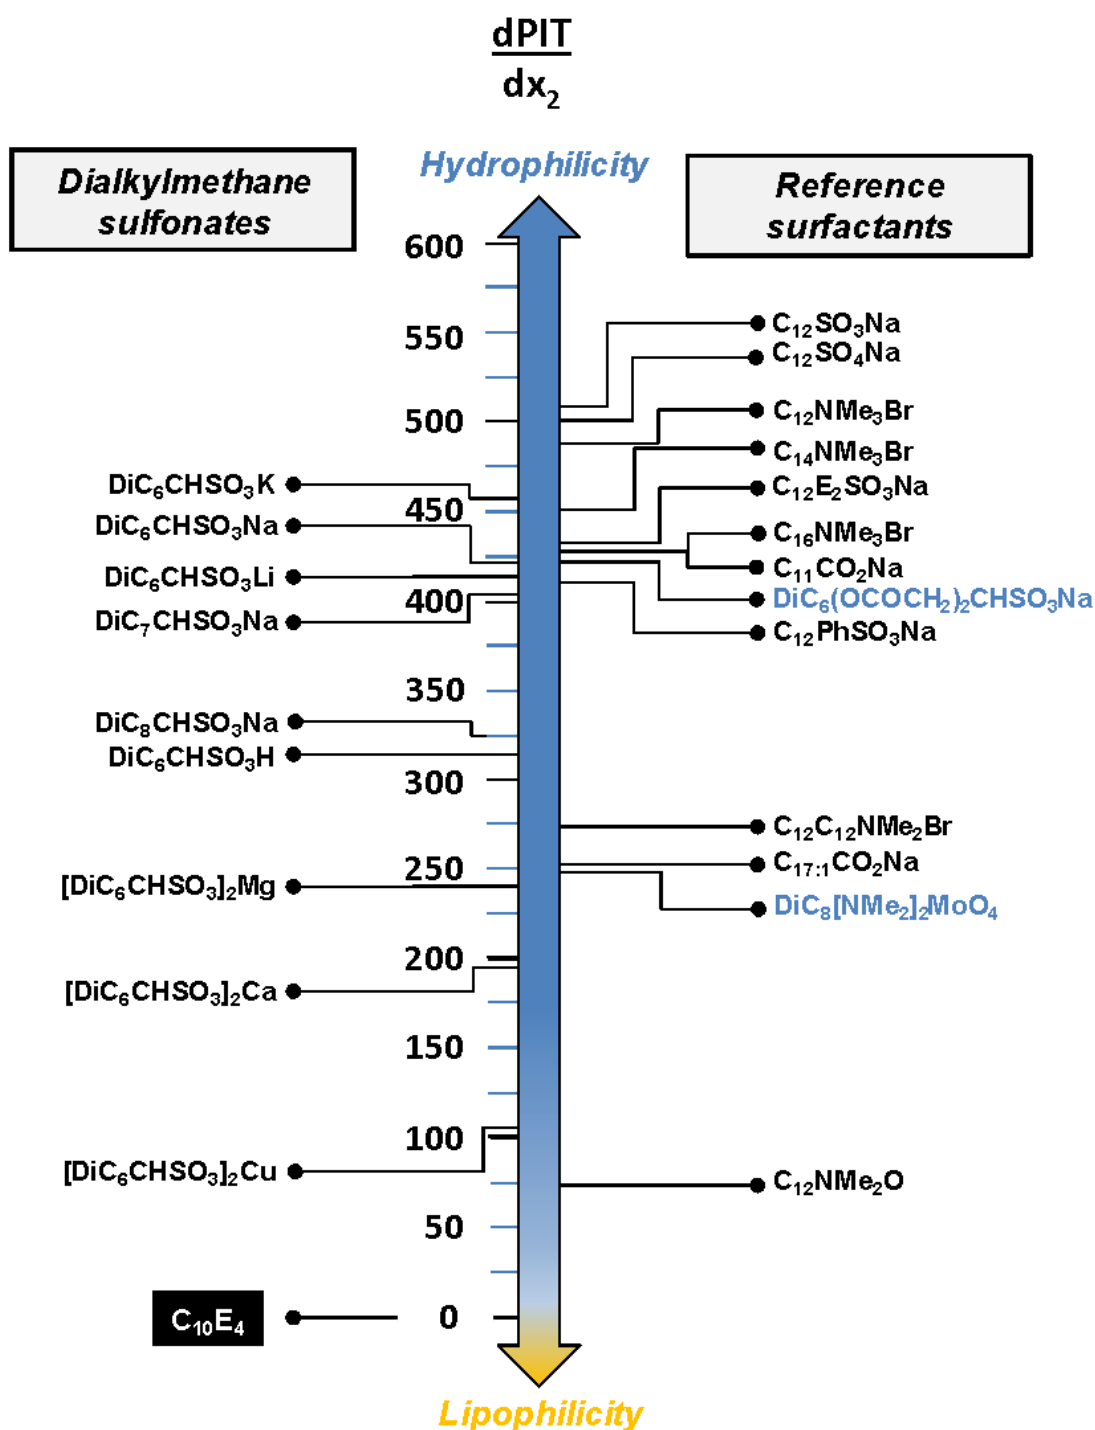 dPIT
dx₂
Hydrophilicity
Dialkylmethane
sulfonates
Reference
surfactants
600
550
500
450
400
350
300
250
200
150
100
50
0
DiC₆CHSO₃K
DiC₆CHSO₃Na
DiC₆CHSO₃Li
DiC₇CHSO₃Na
DiC₈CHSO₃Na
DiC₆CHSO₃H
[DiC₆CHSO₃]₂Mg
[DiC₆CHSO₃]₂Ca
[DiC₆CHSO₃]₂Cu
C₁₀E₄
C₁₂SO₃Na
C₁₂SO₄Na
C₁₂NMe₃Br
C₁₄NMe₃Br
C₁₂E₂SO₃Na
C₁₆NMe₃Br
C₁₁CO₂Na
DiC₆(OCOCH₂)₂CHSO₃Na
C₁₂PhSO₃Na
C₁₂C₁₂NMe₂Br
C₁₇:₁CO₂Na
DiC₈[NMe₂]₂MoO₄
C₁₂NMe₂O
Lipophilicity